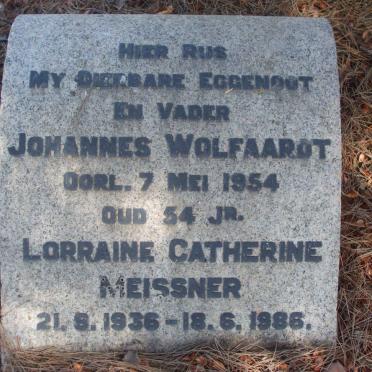 HIER RUS
MY DIERBARE EGGENOOT
EN VADER
JOHANNES WOLFAARDT
OORL. 7 MEI 1954
OUD 54 JR.
LORRAINE CATHERINE
MEISSNER
21. 9. 1936 – 18. 6. 1986.